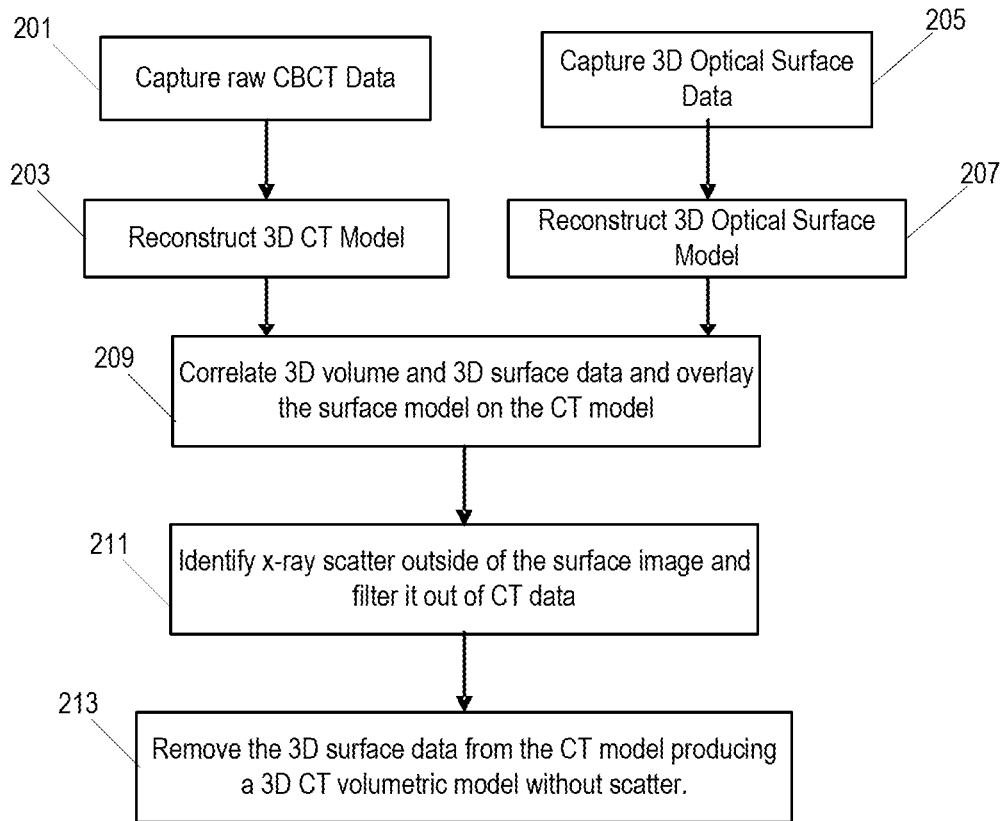 201
Capture raw CBCT Data
205
Capture 3D Optical Surface
Data
203
Reconstruct 3D CT Model
207
Reconstruct 3D Optical Surface
Model
209
Correlate 3D volume and 3D surface data and overlay
the surface model on the CT model
211
Identify x-ray scatter outside of the surface image and
filter it out of CT data
213
Remove the 3D surface data from the CT model producing
a 3D CT volumetric model without scatter.